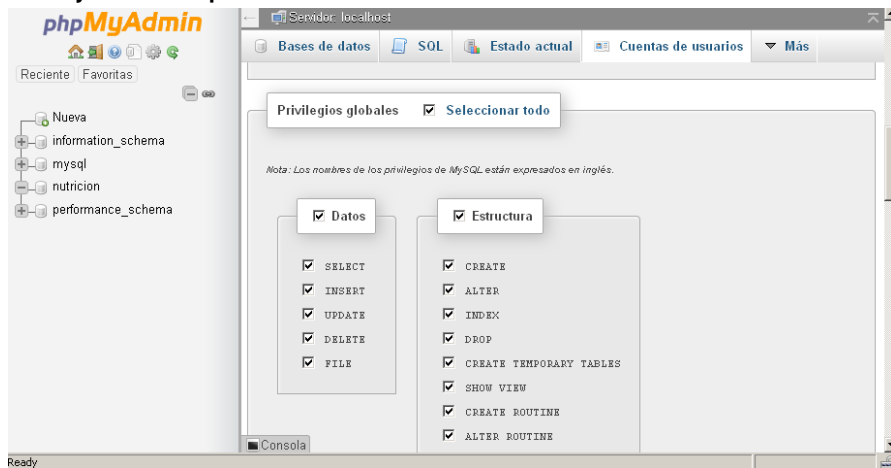 phpMyAdmin
Reciente Favoritas
Nueva
information_schema
mysql
nutricion
performance_schema
Servidor: localhost
Bases de datos SQL Estado actual Cuentas de usuarios Más
Privilegios globales Seleccionar todo
Nota: Los nombres de los privilegios de MySQL están expresados en inglés.
Datos
SELECT
INSERT
UPDATE
DELETE
FILE
Estructura
CREATE
ALTER
INDEX
DROP
CREATE TEMPORARY TABLES
SHOW VIEW
CREATE ROUTINE
ALTER ROUTINE
Consola
Ready